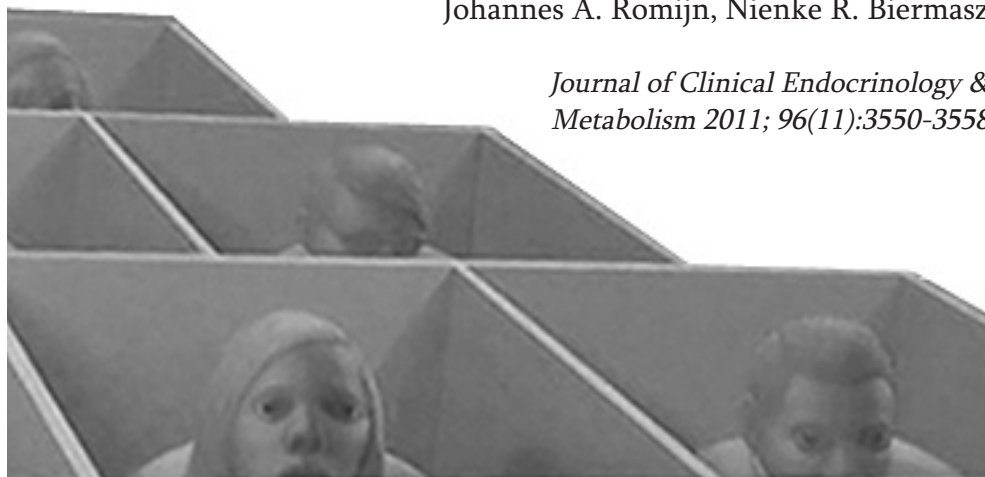 Johannes A. Romijn, Nienke R. Biermasz
Journal of Clinical Endocrinology &
Metabolism 2011; 96(11):3550-3558